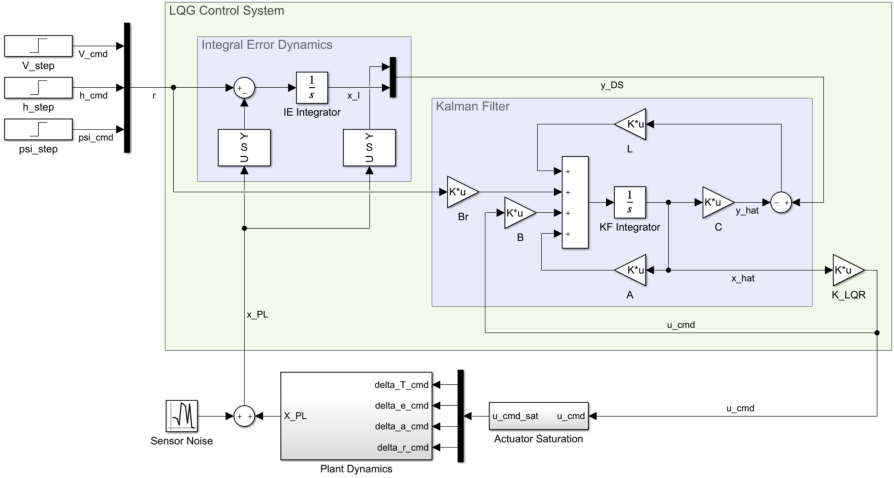 LQG Control System
Integral Error Dynamics
V_step
V_cmd
h_step
h_cmd
psi_step
psi_cmd
r
+
−
1
s
IE Integrator
x_I
U S Y
U S Y
y_DS
Kalman Filter
K*u
L
K*u
Br
K*u
B
+
+
+
+
1
s
KF Integrator
K*u
C
y_hat
− +
K*u
A
x_hat
K*u
K_LQR
u_cmd
x_PL
Sensor Noise
+ +
X_PL
delta_T_cmd
delta_e_cmd
delta_a_cmd
delta_r_cmd
Plant Dynamics
u_cmd_sat u_cmd
Actuator Saturation
u_cmd